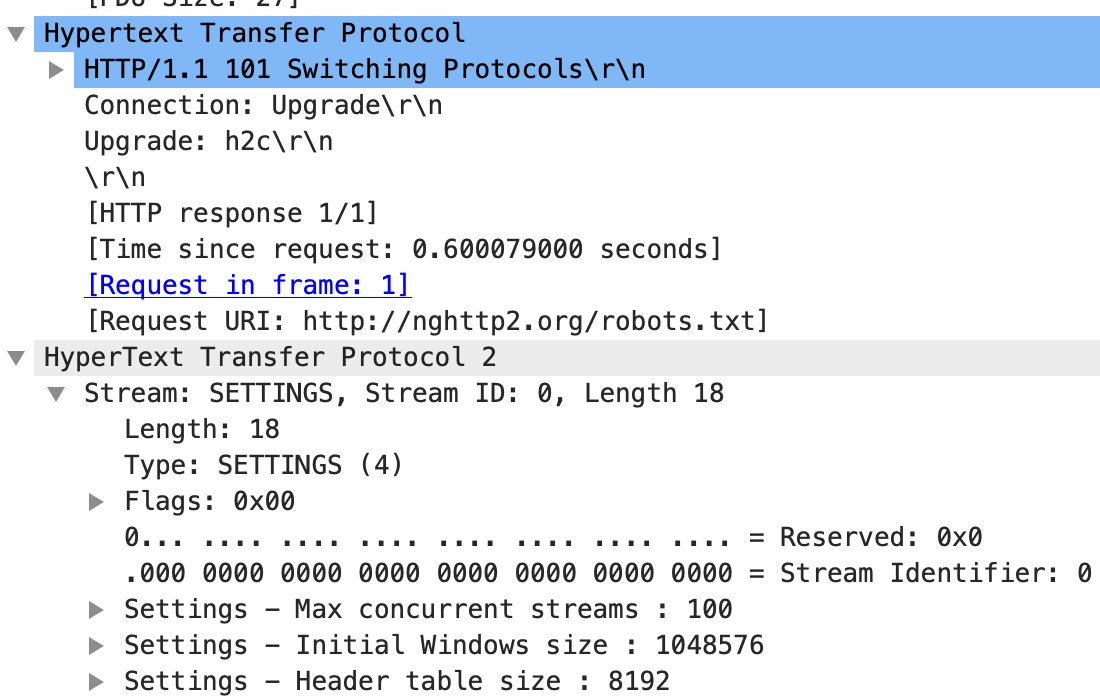 [PDU Size: 27]
Hypertext Transfer Protocol
HTTP/1.1 101 Switching Protocols\r\n
Connection: Upgrade\r\n
Upgrade: h2c\r\n
\r\n
[HTTP response 1/1]
[Time since request: 0.600079000 seconds]
[Request in frame: 1]
[Request URI: http://nghttp2.org/robots.txt]
HyperText Transfer Protocol 2
Stream: SETTINGS, Stream ID: 0, Length 18
Length: 18
Type: SETTINGS (4)
Flags: 0x00
0... .... .... .... .... .... .... .... = Reserved: 0x0
.000 0000 0000 0000 0000 0000 0000 0000 = Stream Identifier: 0
Settings – Max concurrent streams : 100
Settings – Initial Windows size : 1048576
Settings – Header table size : 8192